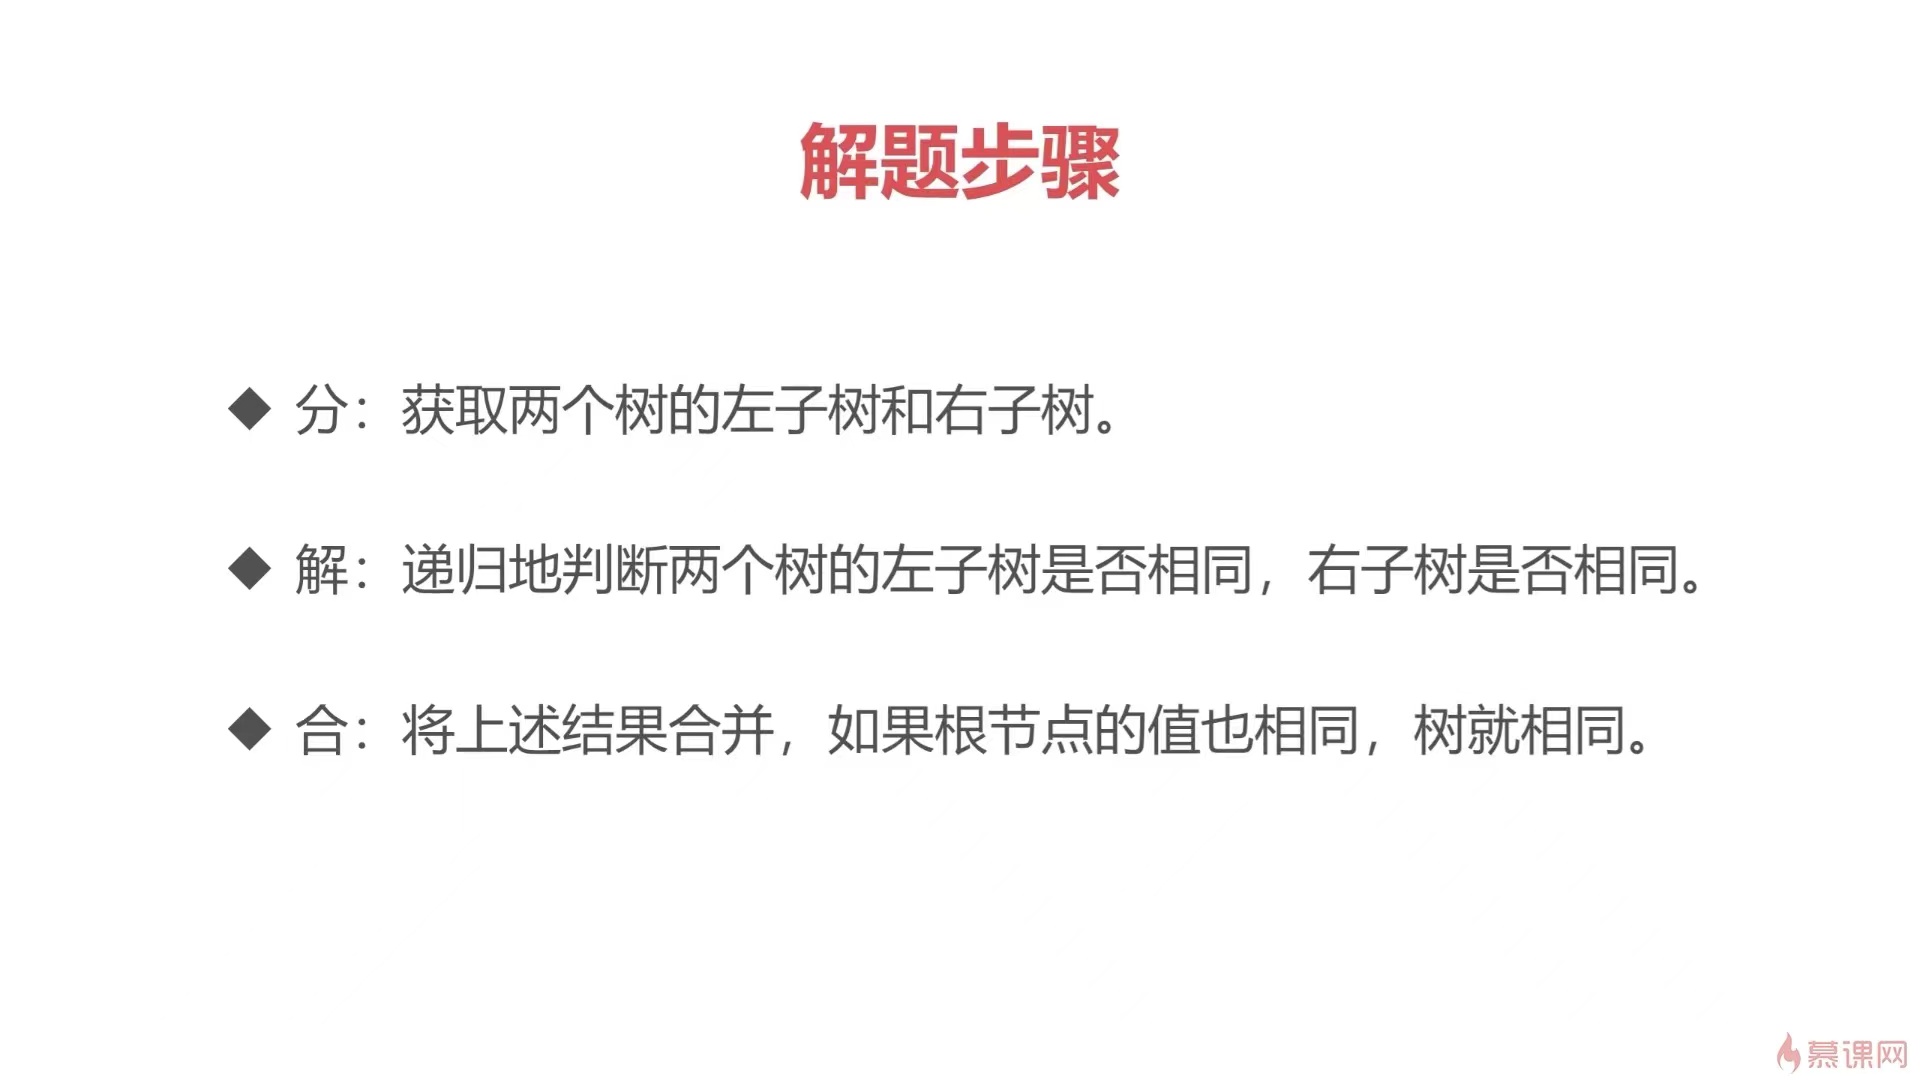 解题步骤
◆ 分：获取两个树的左子树和右子树。
◆ 解：递归地判断两个树的左子树是否相同，右子树是否相同。
◆ 合：将上述结果合并，如果根节点的值也相同，树就相同。
慕课网